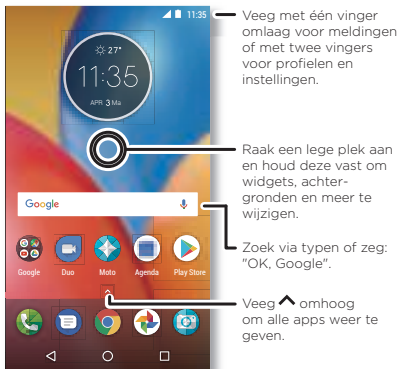 11:35
27°
11:35
APR 3 Ma
Google
Google
Duo
Moto
Agenda
Play Store
Veeg met één vinger
omlaag voor meldingen
of met twee vingers
voor profielen en
instellingen.
Raak een lege plek aan
en houd deze vast om
widgets, achter-
gronden en meer te
wijzigen.
Zoek via typen of zeg:
"OK, Google".
Veeg omhoog
om alle apps weer te
geven.